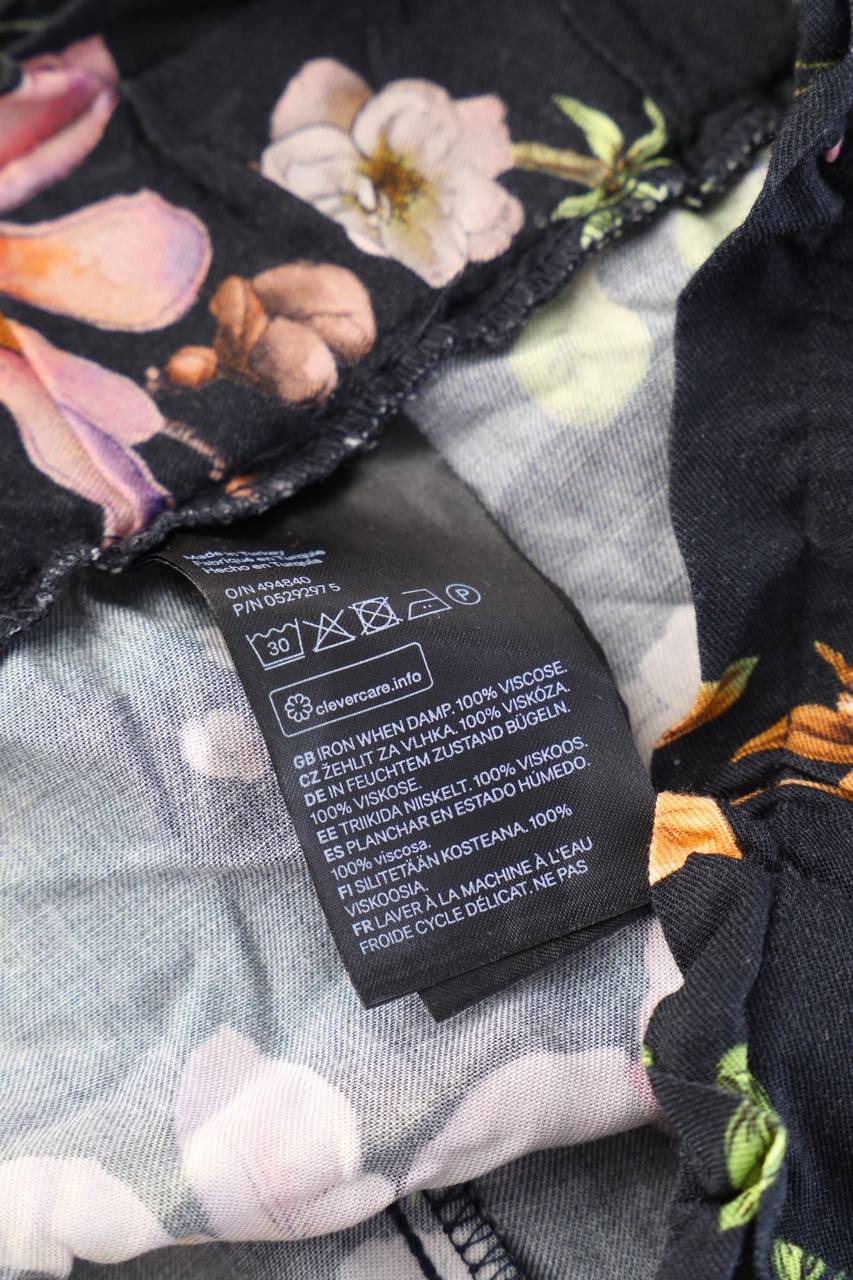 Made in Turkey
Fabriqué en Turquie
Hecho en Turquía
O/N 494840
P/N 05292975
30
P
clevercare.info
GB IRON WHEN DAMP. 100% VISCOSE.
CZ ŽEHLIT ZA VLHKA. 100% VISKÓZA.
DE IN FEUCHTEM ZUSTAND BÜGELN.
100% VISKOSE.
EE TRIIKIDA NIISKELT. 100% VISKOOS.
ES PLANCHAR EN ESTADO HÚMEDO.
100% viscosa.
FI SILITETÄÄN KOSTEANA. 100%
VISKOOSIA.
FR LAVER À LA MACHINE À L'EAU
FROIDE CYCLE DÉLICAT. NE PAS